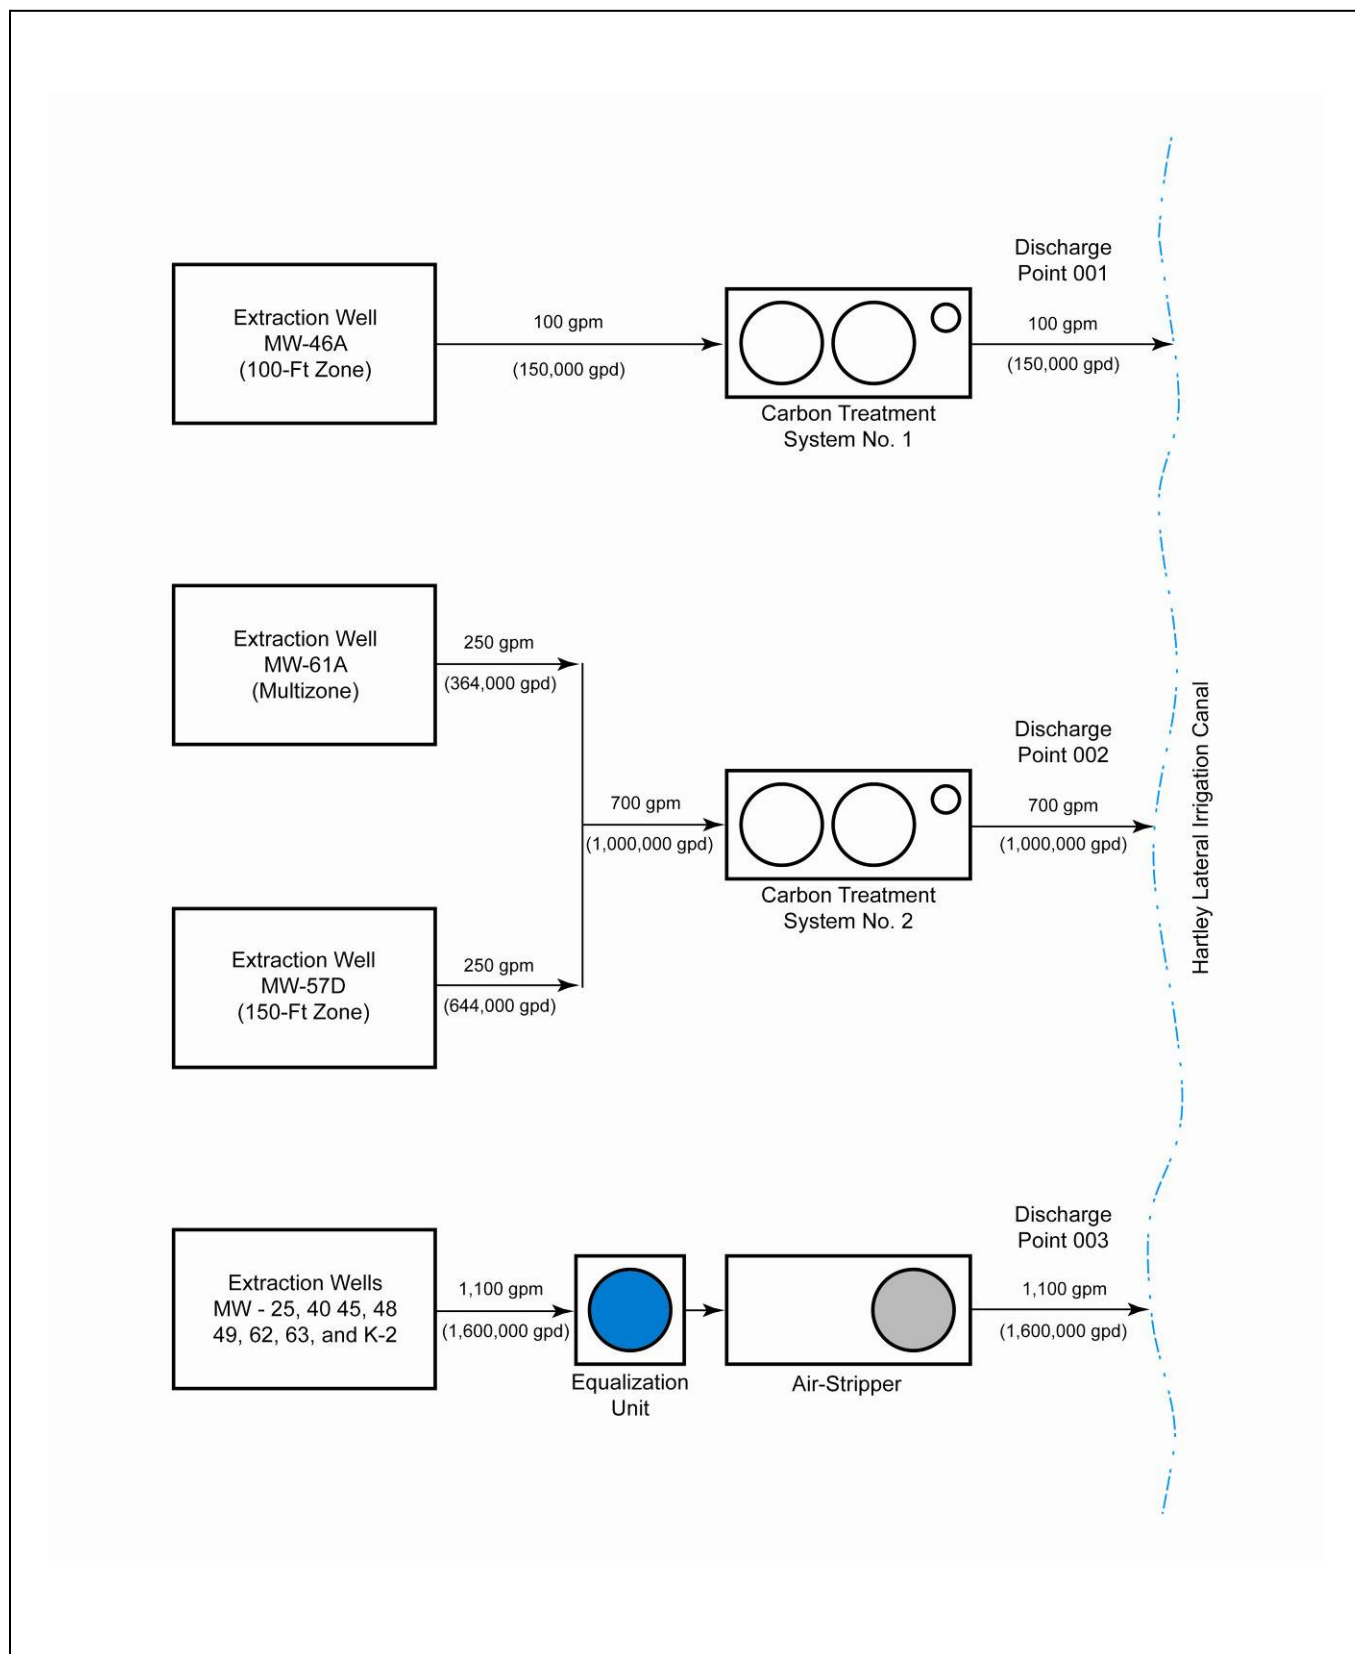 Discharge
Point 001
Extraction Well
MW-46A
(100-Ft Zone)
100 gpm
(150,000 gpd)
100 gpm
(150,000 gpd)
Carbon Treatment
System No. 1
Extraction Well
MW-61A
(Multizone)
250 gpm
(364,000 gpd)
Discharge
Point 002
700 gpm
(1,000,000 gpd)
700 gpm
(1,000,000 gpd)
Carbon Treatment
System No. 2
Extraction Well
MW-57D
(150-Ft Zone)
250 gpm
(644,000 gpd)
Hartley Lateral Irrigation Canal
Discharge
Point 003
Extraction Wells
MW - 25, 40 45, 48
49, 62, 63, and K-2
1,100 gpm
(1,600,000 gpd)
1,100 gpm
(1,600,000 gpd)
Equalization
Unit
Air-Stripper